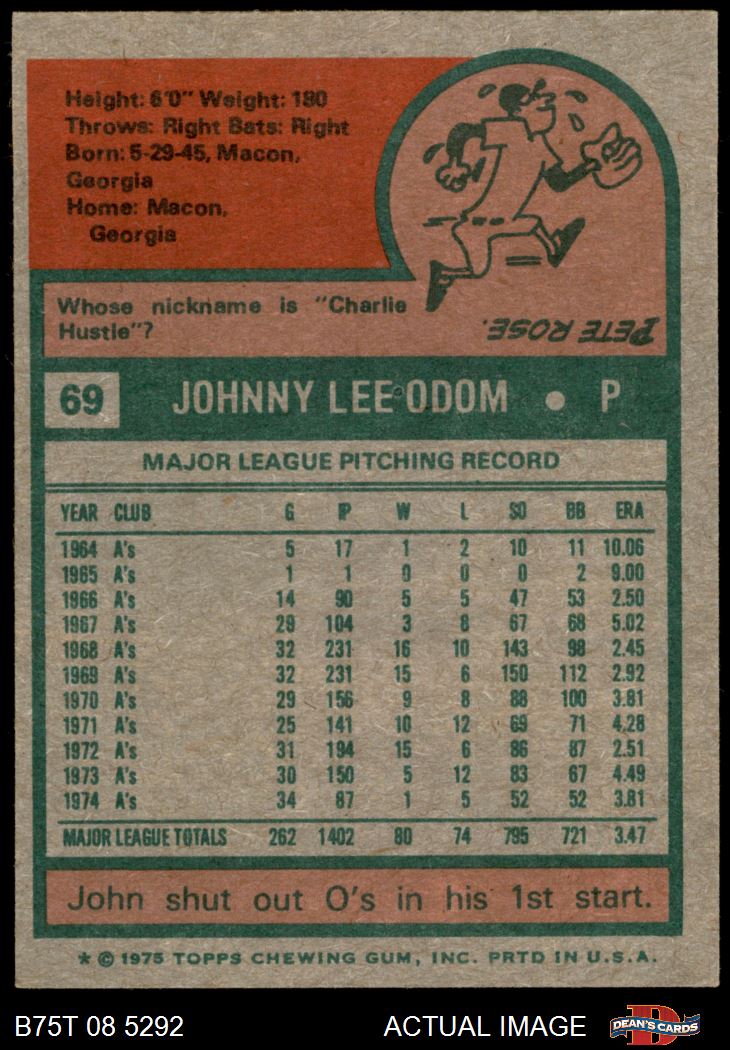 Height: 6'0" Weight: 180
Throws: Right Bats: Right
Born: 5-29-45, Macon,
Georgia
Home: Macon,
Georgia
Whose nickname is "Charlie
Hustle"?
PETE ROSE.
69 JOHNNY LEE ODOM • P
MAJOR LEAGUE PITCHING RECORD
YEAR CLUB G IP W L SO BB ERA
1964 A's 5 17 1 2 10 11 10.06
1965 A's 1 1 0 0 0 2 9.00
1966 A's 14 90 5 5 47 53 2.50
1967 A's 29 104 3 8 67 68 5.02
1968 A's 32 231 16 10 143 98 2.45
1969 A's 32 231 15 6 150 112 2.92
1970 A's 29 156 9 8 88 100 3.81
1971 A's 25 141 10 12 69 71 4.28
1972 A's 31 194 15 6 86 87 2.51
1973 A's 30 150 5 12 83 67 4.49
1974 A's 34 87 1 5 52 52 3.81
MAJOR LEAGUE TOTALS 262 1402 80 74 795 721 3.47
John shut out O's in his 1st start.
* © 1975 TOPPS CHEWING GUM, INC. PRTD IN U.S.A.
B75T 08 5292 ACTUAL IMAGE DEAN'S CARDS